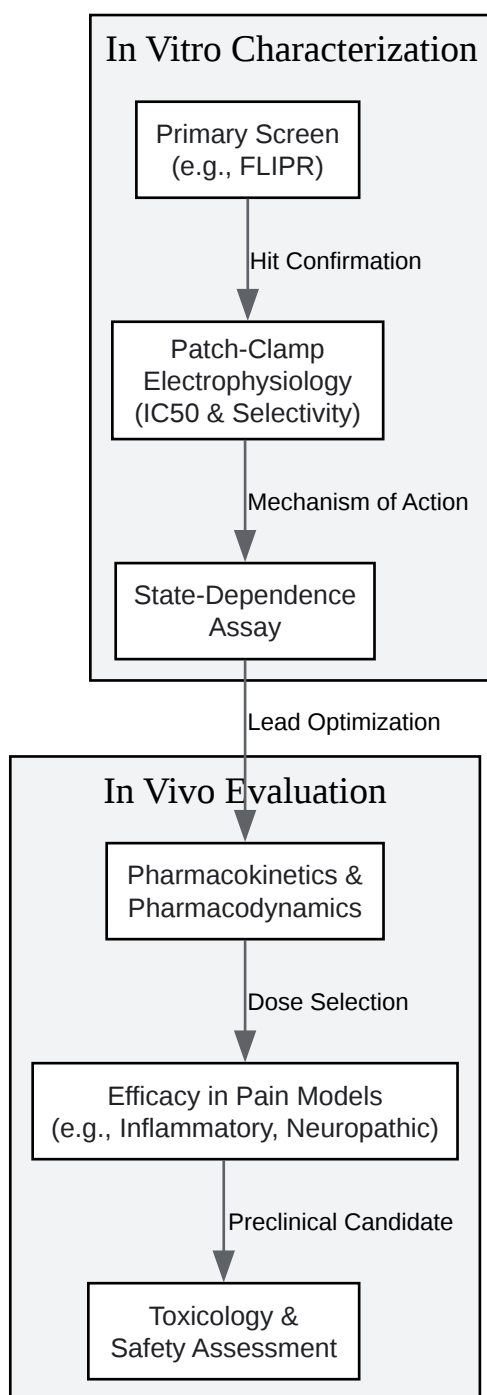 In Vitro Characterization
Primary Screen
(e.g., FLIPR)
Hit Confirmation
Patch-Clamp
Electrophysiology
(IC50 & Selectivity)
Mechanism of Action
State-Dependence
Assay
Lead Optimization
In Vivo Evaluation
Pharmacokinetics &
Pharmacodynamics
Dose Selection
Efficacy in Pain Models
(e.g., Inflammatory, Neuropathic)
Preclinical Candidate
Toxicology &
Safety Assessment